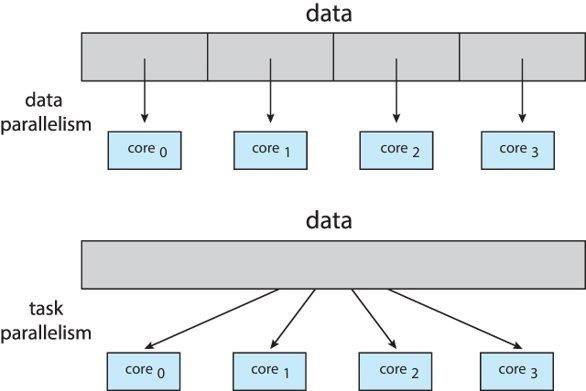 data
data
parallelism
core 0
core 1
core 2
core 3
data
task
parallelism
core 0
core 1
core 2
core 3